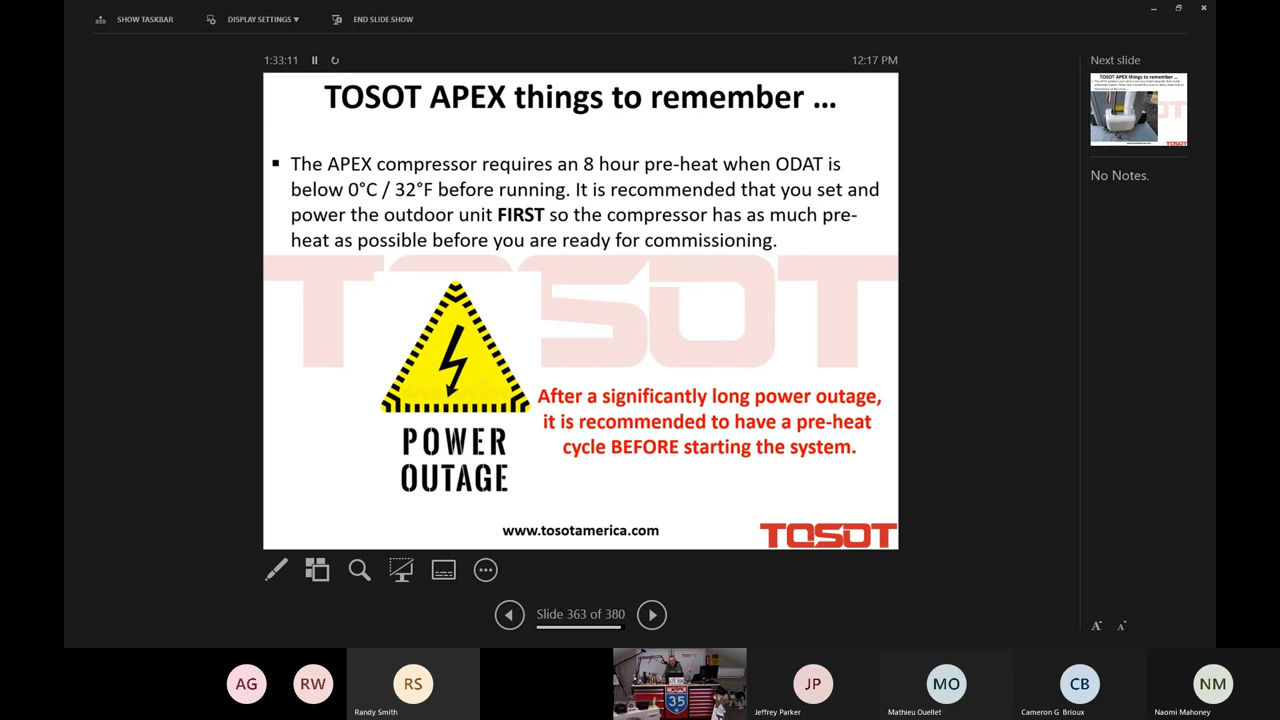 SHOW TASKBAR
DISPLAY SETTINGS ▼
END SLIDE SHOW
1:33:11
12:17 PM
TOSOT APEX things to remember ...
▪ The APEX compressor requires an 8 hour pre-heat when ODAT is
below 0°C / 32°F before running. It is recommended that you set and
power the outdoor unit FIRST so the compressor has as much pre-
heat as possible before you are ready for commissioning.
TOSOT
POWER
OUTAGE
After a significantly long power outage,
it is recommended to have a pre-heat
cycle BEFORE starting the system.
www.tosotamerica.com
TOSOT
Slide 363 of 380
Next slide
TOSOT APEX things to remember ...
TOSOT
No Notes.
A
A
AG
RW
RS
Randy Smith
35
JP
Jeffrey Parker
MO
Mathieu Ouellet
CB
Cameron G Brioux
NM
Naomi Mahoney